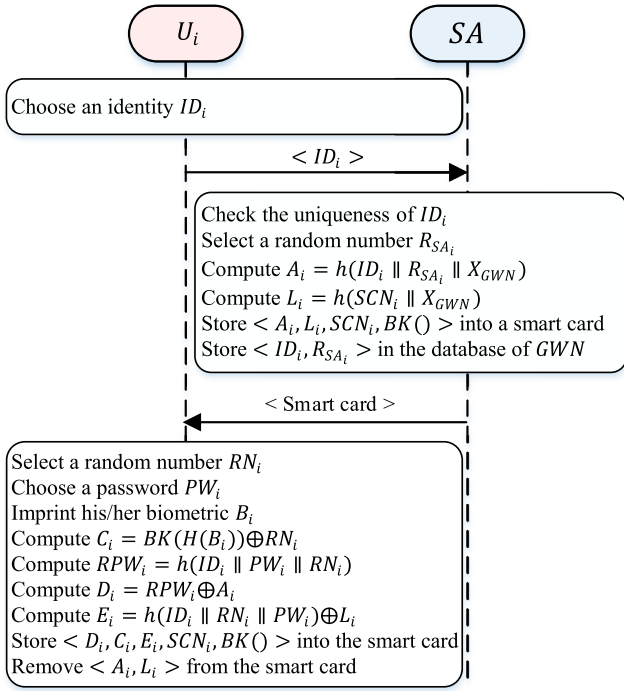 U_i
SA
Choose an identity ID_i
< ID_i >
Check the uniqueness of ID_i
Select a random number R_{SA_i}
Compute A_i = h(ID_i ∥ R_{SA_i} ∥ X_{GWN})
Compute L_i = h(SCN_i ∥ X_{GWN})
Store < A_i, L_i, SCN_i, BK() > into a smart card
Store < ID_i, R_{SA_i} > in the database of GWN
< Smart card >
Select a random number RN_i
Choose a password PW_i
Imprint his/her biometric B_i
Compute C_i = BK(H(B_i))⊕RN_i
Compute RPW_i = h(ID_i ∥ PW_i ∥ RN_i)
Compute D_i = RPW_i⊕A_i
Compute E_i = h(ID_i ∥ RN_i ∥ PW_i)⊕L_i
Store < D_i, C_i, E_i, SCN_i, BK() > into the smart card
Remove < A_i, L_i > from the smart card